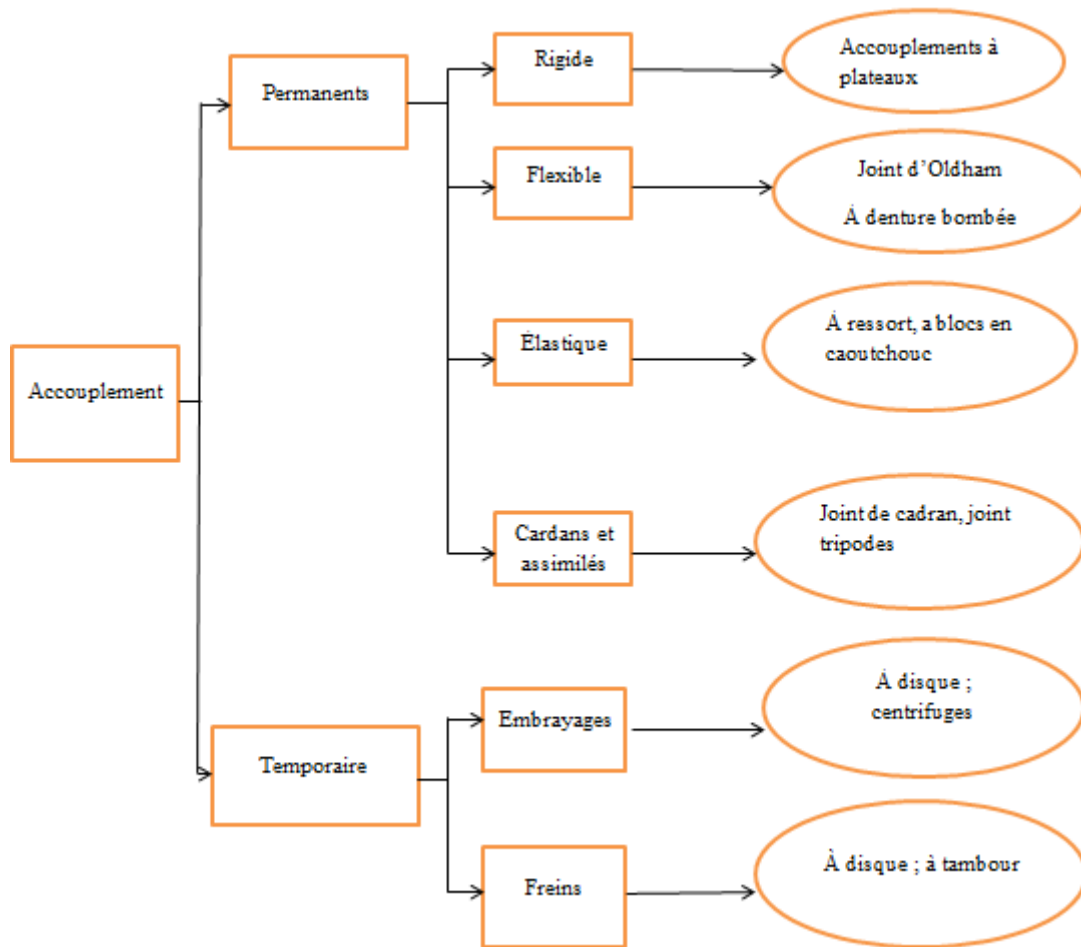 Accouplement
Permanents
Rigide
Accouplements à
plateaux
Flexible
Joint d’Oldham
À denture bombée
Élastique
À ressort, a blocs en
caoutchouc
Cardans et
assimilés
Joint de cadran, joint
tripodes
Temporaire
Embrayages
À disque ;
centrifuges
Freins
À disque ; à tambour